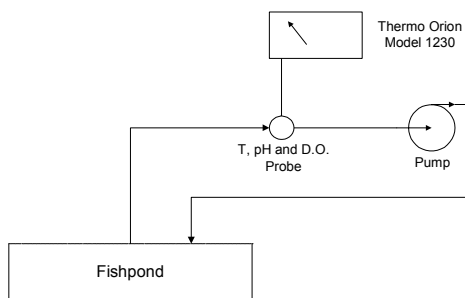 Thermo Orion
Model 1230
T, pH and D.O.
Probe
Pump
Fishpond